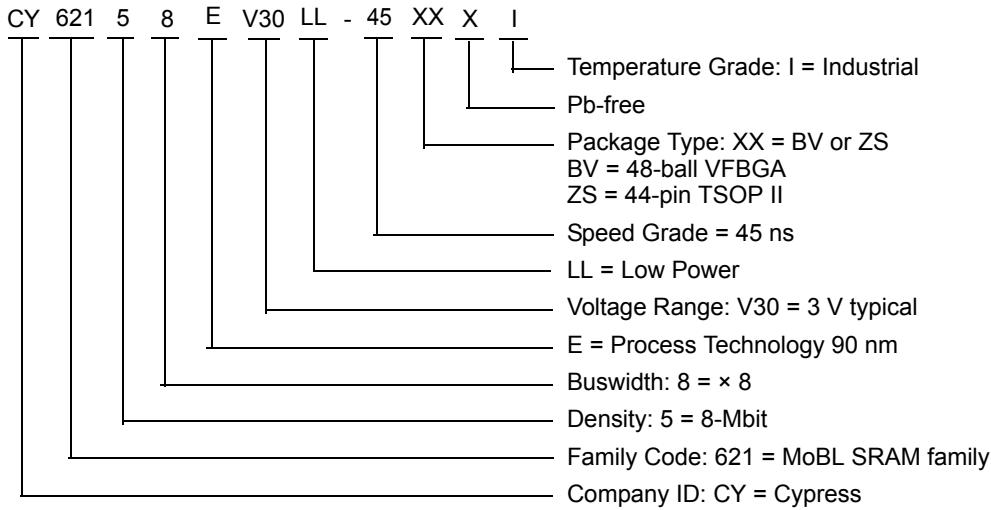 CY 621 5 8 E V30 LL - 45 XX X I
Temperature Grade: I = Industrial
Pb-free
Package Type: XX = BV or ZS
BV = 48-ball VFBGA
ZS = 44-pin TSOP II
Speed Grade = 45 ns
LL = Low Power
Voltage Range: V30 = 3 V typical
E = Process Technology 90 nm
Buswidth: 8 = × 8
Density: 5 = 8-Mbit
Family Code: 621 = MoBL SRAM family
Company ID: CY = Cypress